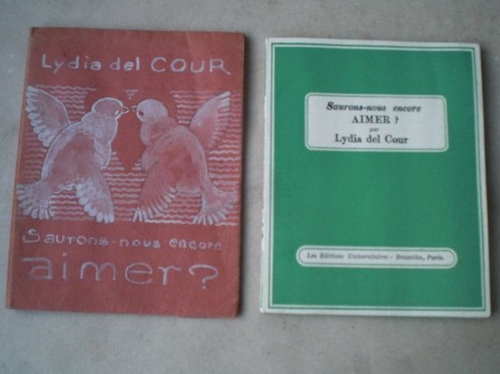 Lydia del COUR
Saurons-nous encore
aimer?
Saurons-nous encore
AIMER ?
par
Lydia del Cour
Les Editions Universitaires - Bruxelles, Paris.